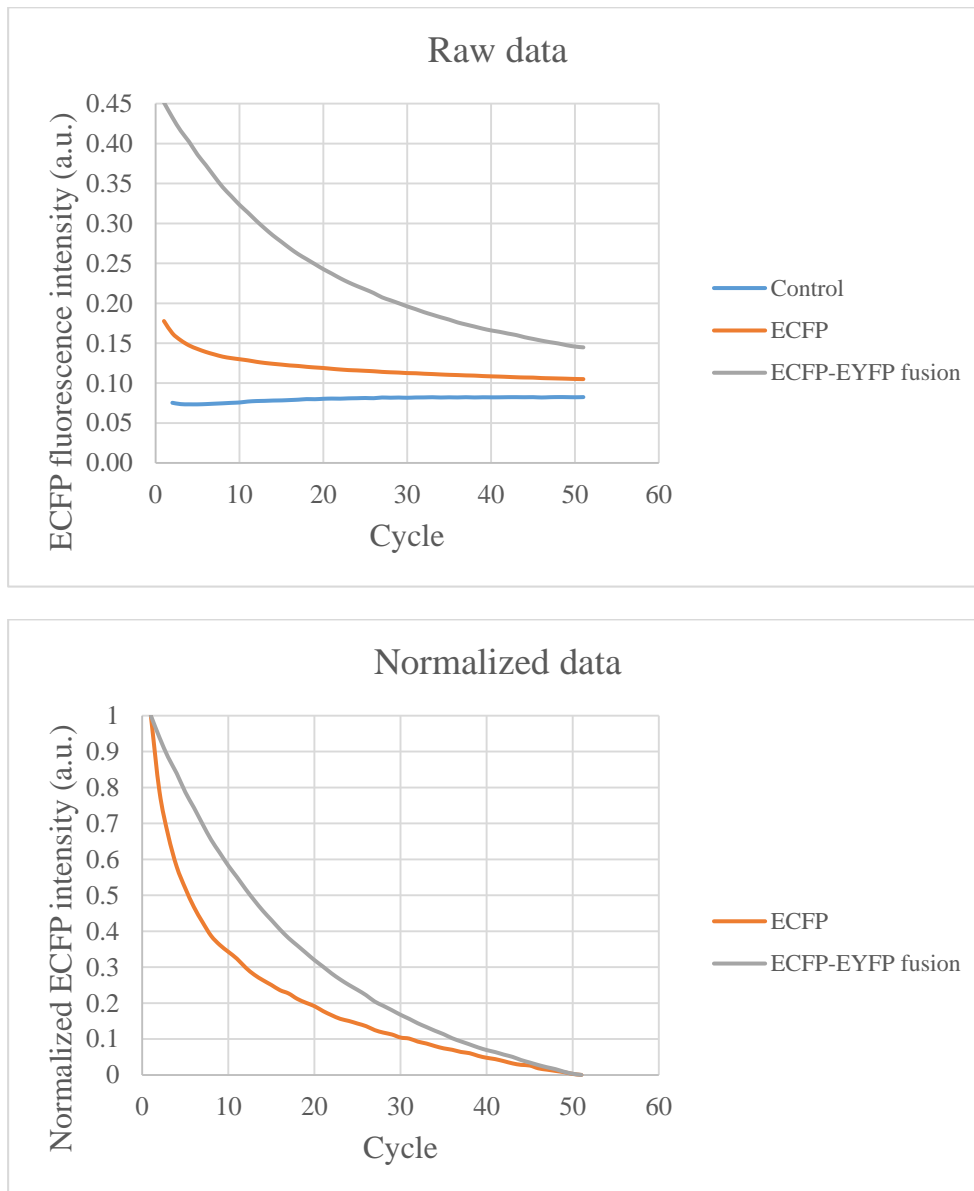 Raw data
ECFP fluorescence intensity (a.u.)
0.45
0.40
0.35
0.30
0.25
0.20
0.15
0.10
0.05
0.00
0 10 20 30 40 50 60
Cycle
Control
ECFP
ECFP-EYFP fusion
Normalized data
Normalized ECFP intensity (a.u.)
1
0.9
0.8
0.7
0.6
0.5
0.4
0.3
0.2
0.1
0
0 10 20 30 40 50 60
Cycle
ECFP
ECFP-EYFP fusion